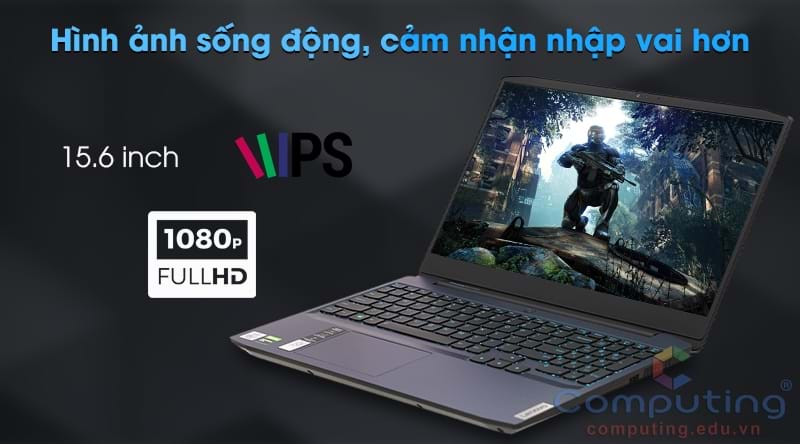 Hình ảnh sống động, cảm nhận nhập vai hơn
15.6 inch
IPS
1080P
FULLHD
Lenovo
Computing®
computing.edu.vn